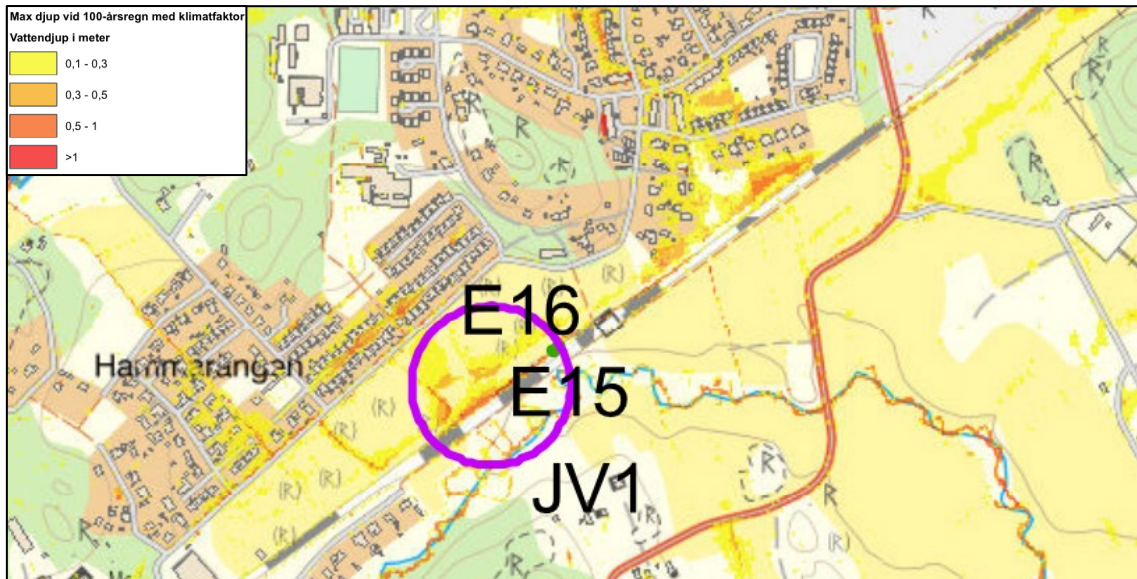 Max djup vid 100-årsregn med klimatfaktor
Vattendjup i meter
0,1 - 0,3
0,3 - 0,5
0,5 - 1
>1
R
R
R
R
R
R
(R)
(R)
E16
(R)
Hammerängen
E15
(R)
(R)
(R)
(R)
(R)
JV1
R
R
(R)
(R)